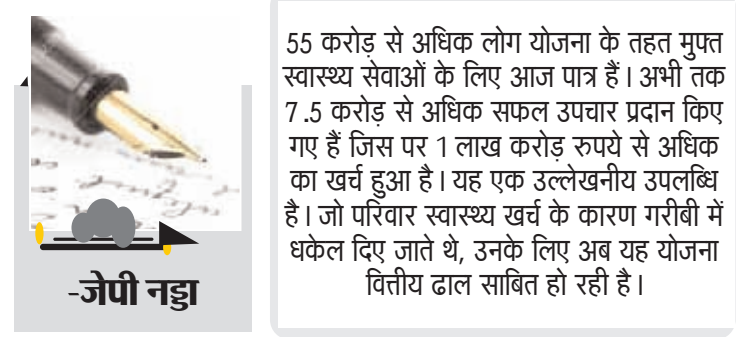 55 करोड़ से अधिक लोग योजना के तहत मुफ्त
स्वास्थ्य सेवाओं के लिए आज पात्र हैं। अभी तक
7.5 करोड़ से अधिक सफल उपचार प्रदान किए
गए हैं जिस पर 1 लाख करोड़ रुपये से अधिक
का खर्च हुआ है। यह एक उल्लेखनीय उपलब्धि
है। जो परिवार स्वास्थ्य खर्च के कारण गरीबी में
धकेल दिए जाते थे, उनके लिए अब यह योजना
वित्तीय ढाल साबित हो रही है।
-जेपी नड्डा